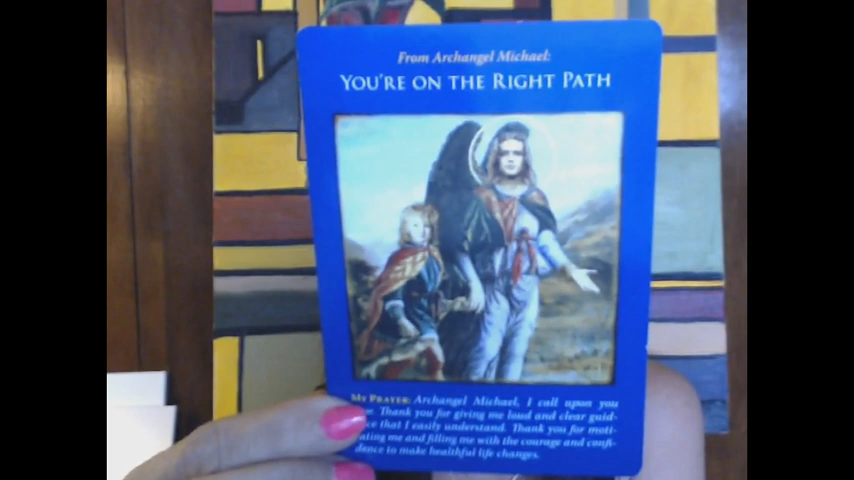 From Archangel Michael:
YOU'RE ON THE RIGHT PATH
MY PRAYER: Archangel Michael, I call upon you
Thank you for giving me loud and clear guid-
that I easily understand. Thank you for moti-
me and filling me with the courage and confi-
dence to make healthful life changes.